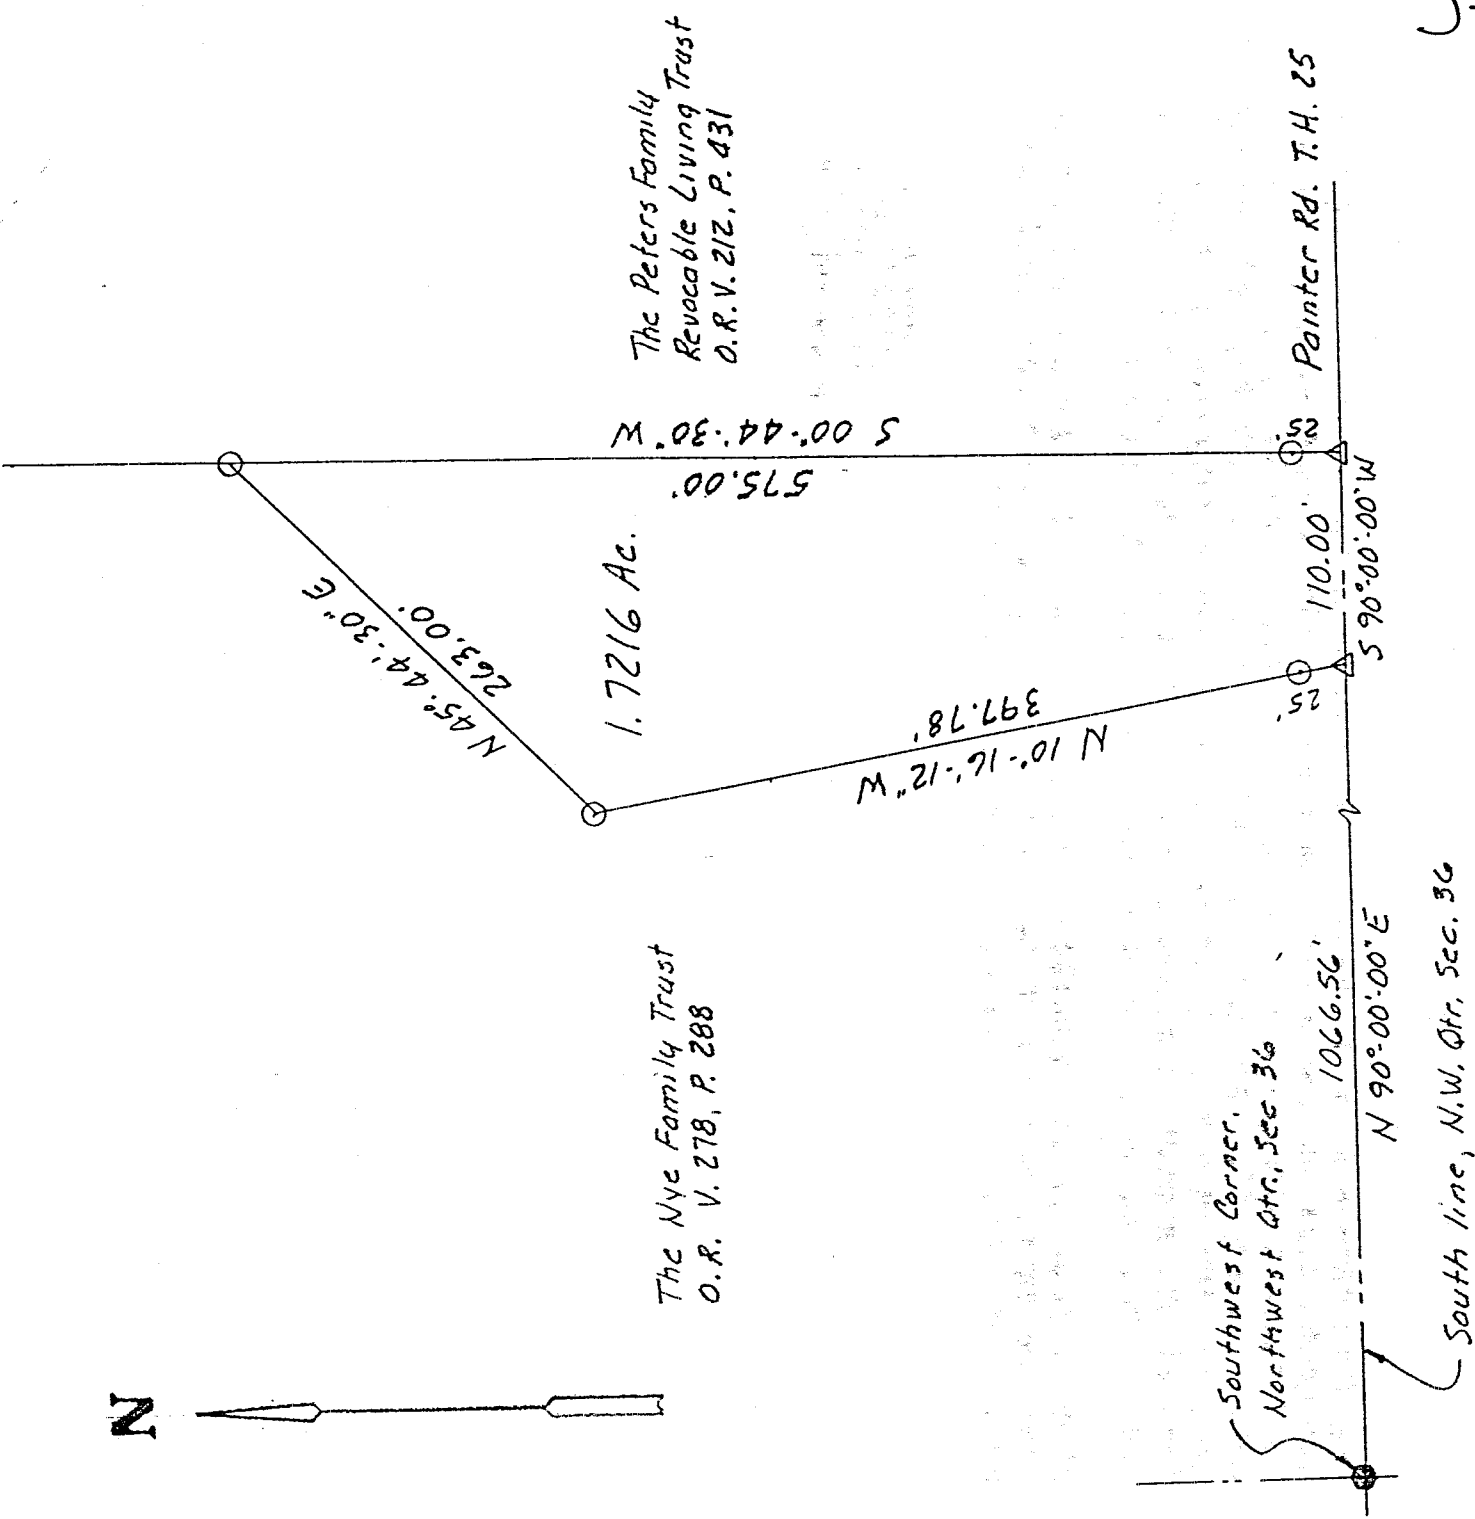 N
The Peters Family
Revocable Living Trust
O.R.V. 212, P. 431
S 00°-44'-30" W
575.00'
N 45°-44'-30" E
263.00'
1.7216 Ac.
N 10°-16'-12" W
397.78'
The Nye Family Trust
O.R. V. 278, P. 288
25'
25'
Painter Rd. T.H. 25
110.00'
S 90°-00'-00" W
Southwest Corner,
Northwest Qtr., Sec. 36
1066.56'
N 90°-00'-00" E
South line, N.W. Qtr. Sec. 36